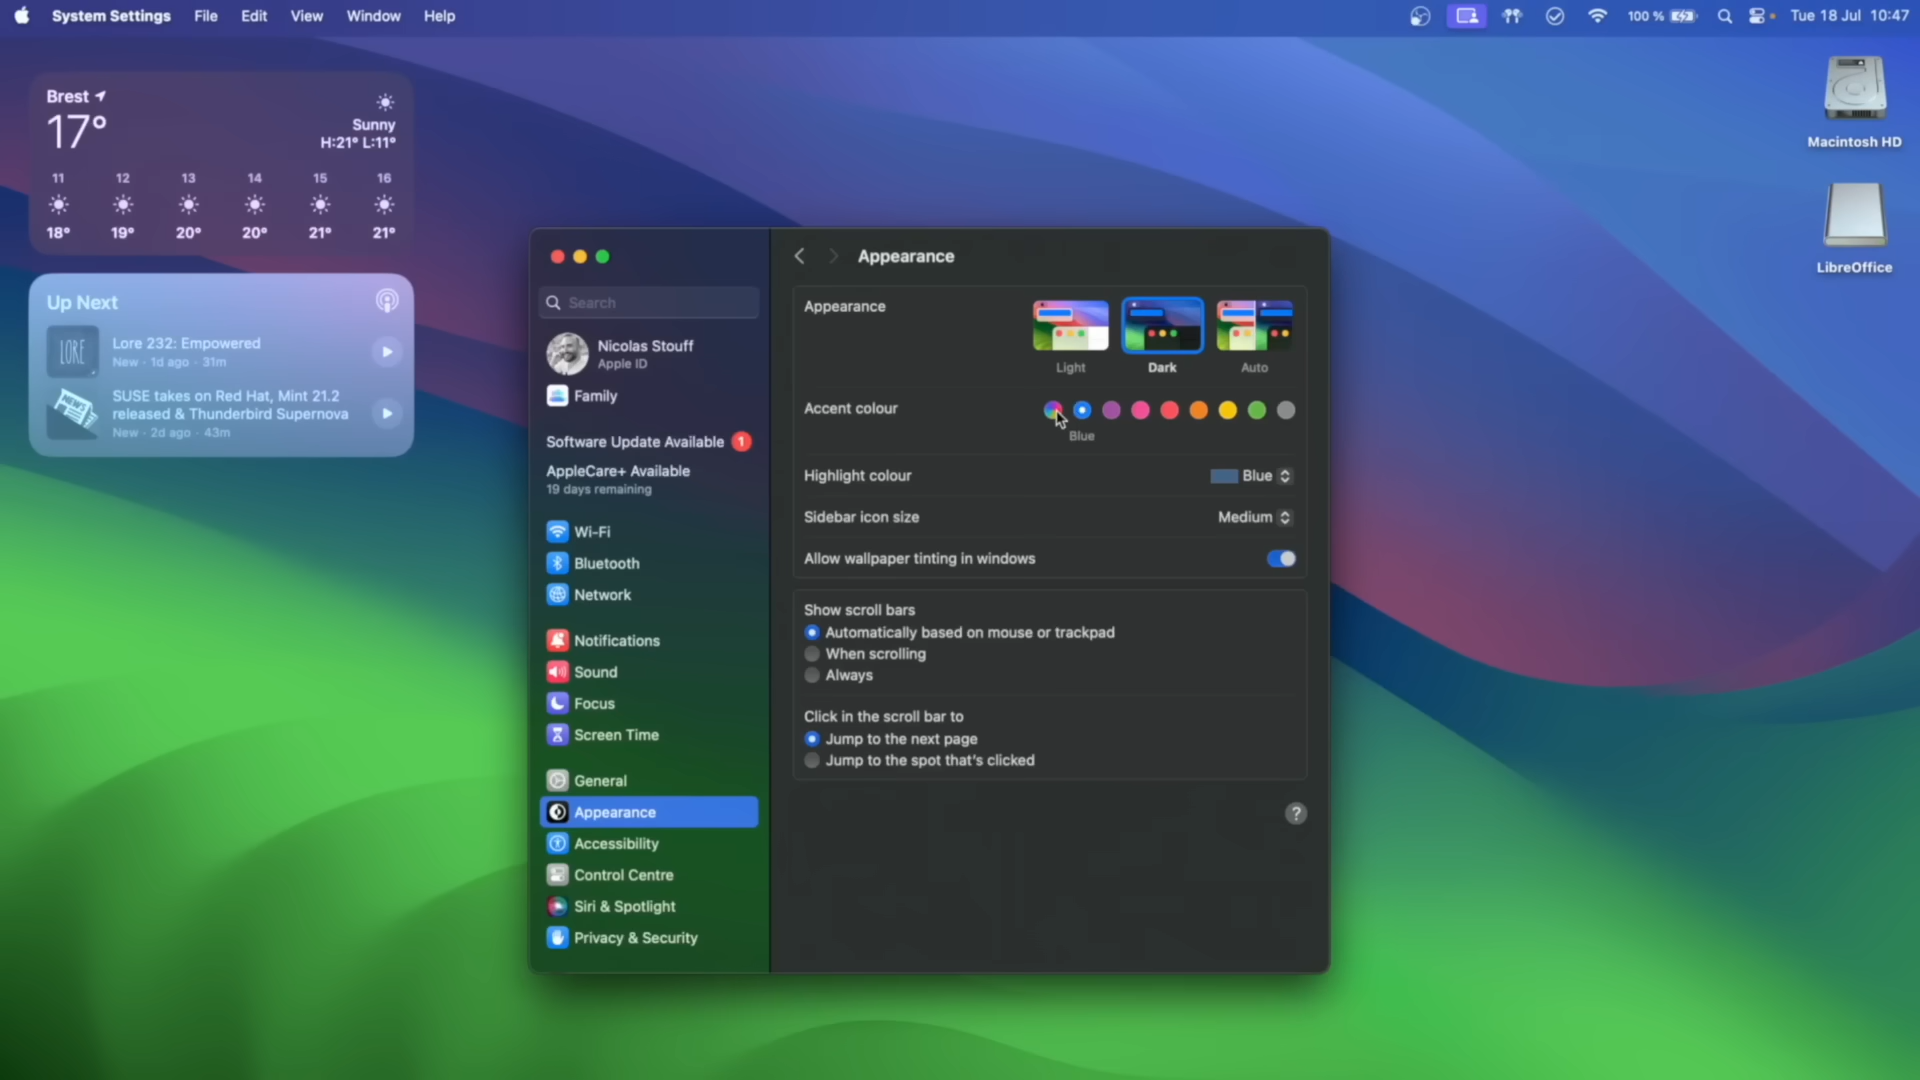 System Settings File Edit View Window Help 100 % Tue 18 Jul 10:47
Brest
17°
Sunny
H:21° L:11°
11 12 13 14 15 16
18° 19° 20° 20° 21° 21°
Up Next
LORE
Lore 232: Empowered
New · 1d ago · 31m
SUSE takes on Red Hat, Mint 21.2
released & Thunderbird Supernova
New · 2d ago · 43m
Macintosh HD
LibreOffice
Search
Nicolas Stouff
Apple ID
Family
Software Update Available 1
AppleCare+ Available
19 days remaining
Wi-Fi
Bluetooth
Network
Notifications
Sound
Focus
Screen Time
General
Appearance
Accessibility
Control Centre
Siri & Spotlight
Privacy & Security
Appearance
Appearance
Light Dark Auto
Accent colour
Blue
Highlight colour Blue
Sidebar icon size Medium
Allow wallpaper tinting in windows
Show scroll bars
Automatically based on mouse or trackpad
When scrolling
Always
Click in the scroll bar to
Jump to the next page
Jump to the spot that's clicked
?